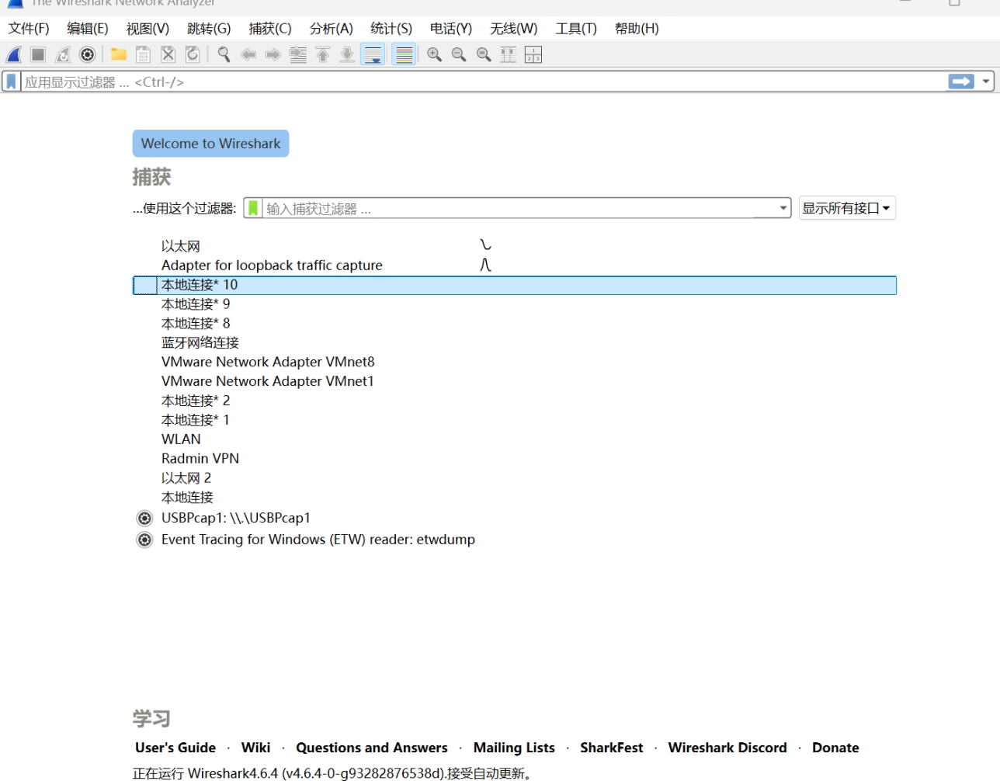 The Wireshark Network Analyzer
文件(F) 编辑(E) 视图(V) 跳转(G) 捕获(C) 分析(A) 统计(S) 电话(Y) 无线(W) 工具(T) 帮助(H)
应用显示过滤器 … <Ctrl-/>
Welcome to Wireshark
捕获
…使用这个过滤器: 输入捕获过滤器 … 显示所有接口
以太网
Adapter for loopback traffic capture
本地连接* 10
本地连接* 9
本地连接* 8
蓝牙网络连接
VMware Network Adapter VMnet8
VMware Network Adapter VMnet1
本地连接* 2
本地连接* 1
WLAN
Radmin VPN
以太网 2
本地连接
USBPcap1: \\.\USBPcap1
Event Tracing for Windows (ETW) reader: etwdump
学习
User's Guide · Wiki · Questions and Answers · Mailing Lists · SharkFest · Wireshark Discord · Donate
正在运行 Wireshark4.6.4 (v4.6.4-0-g93282876538d).接受自动更新。